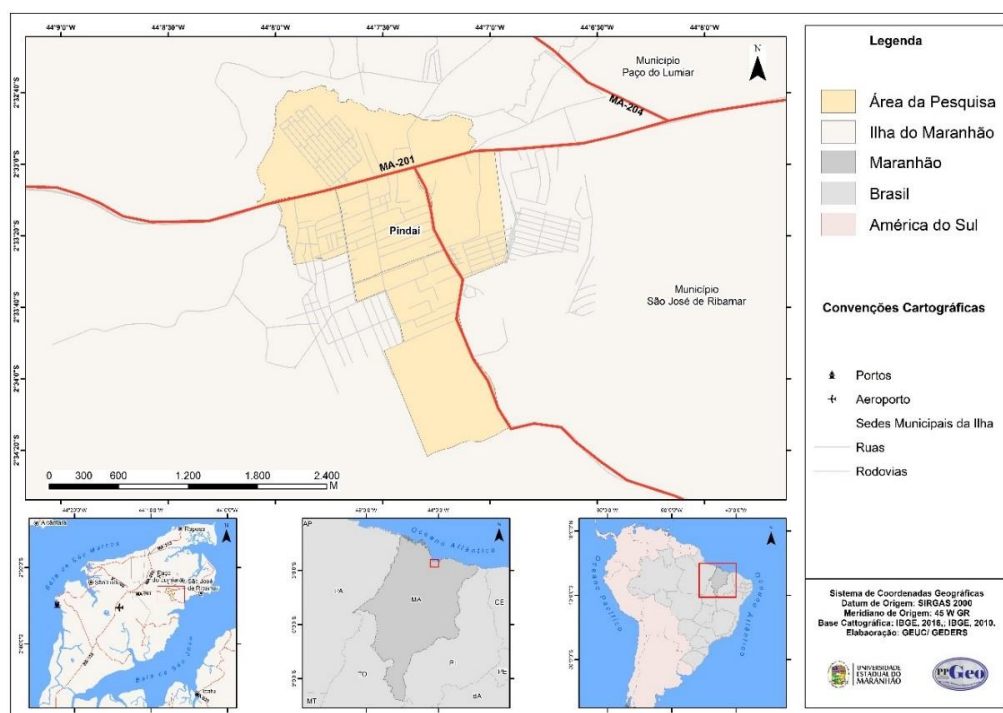 44°9'0"W 44°8'30"W 44°8'0"W 44°7'30"W 44°7'0"W 44°6'30"W 44°6'0"W
2°32'40"S
2°33'0"S
2°33'20"S
2°33'40"S
2°34'0"S
2°34'20"S
N
Município
Paço do Lumiar
MA-204
MA-201
Pindaí
Município
São José de Ribamar
0 300 600 1.200 1.800 2.400
M
Legenda
Área da Pesquisa
Ilha do Maranhão
Maranhão
Brasil
América do Sul
Convenções Cartográficas
Portos
Aeroporto
Sedes Municipais da Ilha
Ruas
Rodovias
Raposa
São José
de Ribamar
Baía de São José
N
AP
Oceano Atlântico
PA
MA
CE
PI
TO
PE
BA
MT
N
Oceano Pacífico
Oceano Atlântico
Sistema de Coordenadas Geográficas
Datum de Origem: SIRGAS 2000
Meridiano de Origem: 45 W GR
Base Cartográfica: IBGE, 2016,; IBGE, 2010.
Elabaoração: GEUC/ GEDERS
UNIVERSIDADE
ESTADUAL DO
MARANHÃO
PPGeo